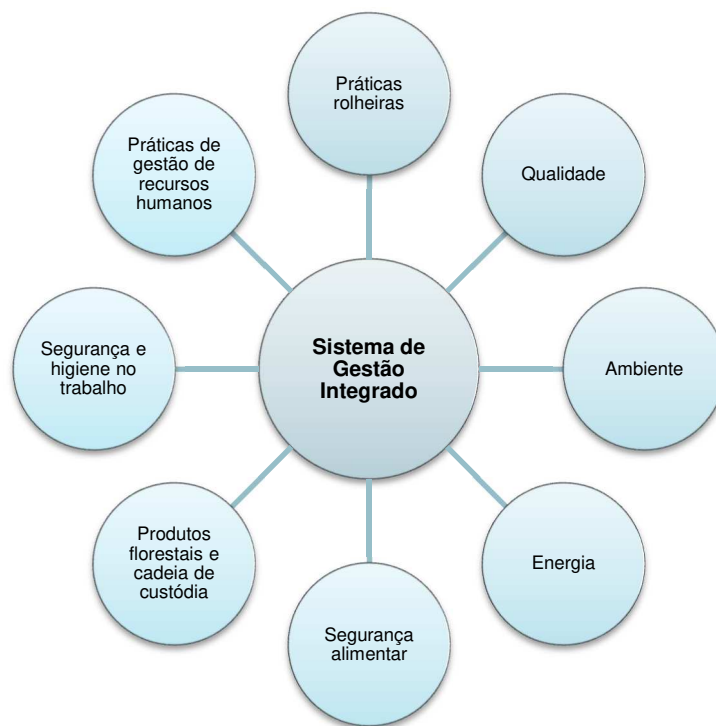 Práticas
rolheiras
Qualidade
Ambiente
Energia
Segurança
alimentar
Produtos
florestais e
cadeia de
custódia
Segurança e
higiene no
trabalho
Práticas de
gestão de
recursos
humanos
Sistema de
Gestão
Integrado